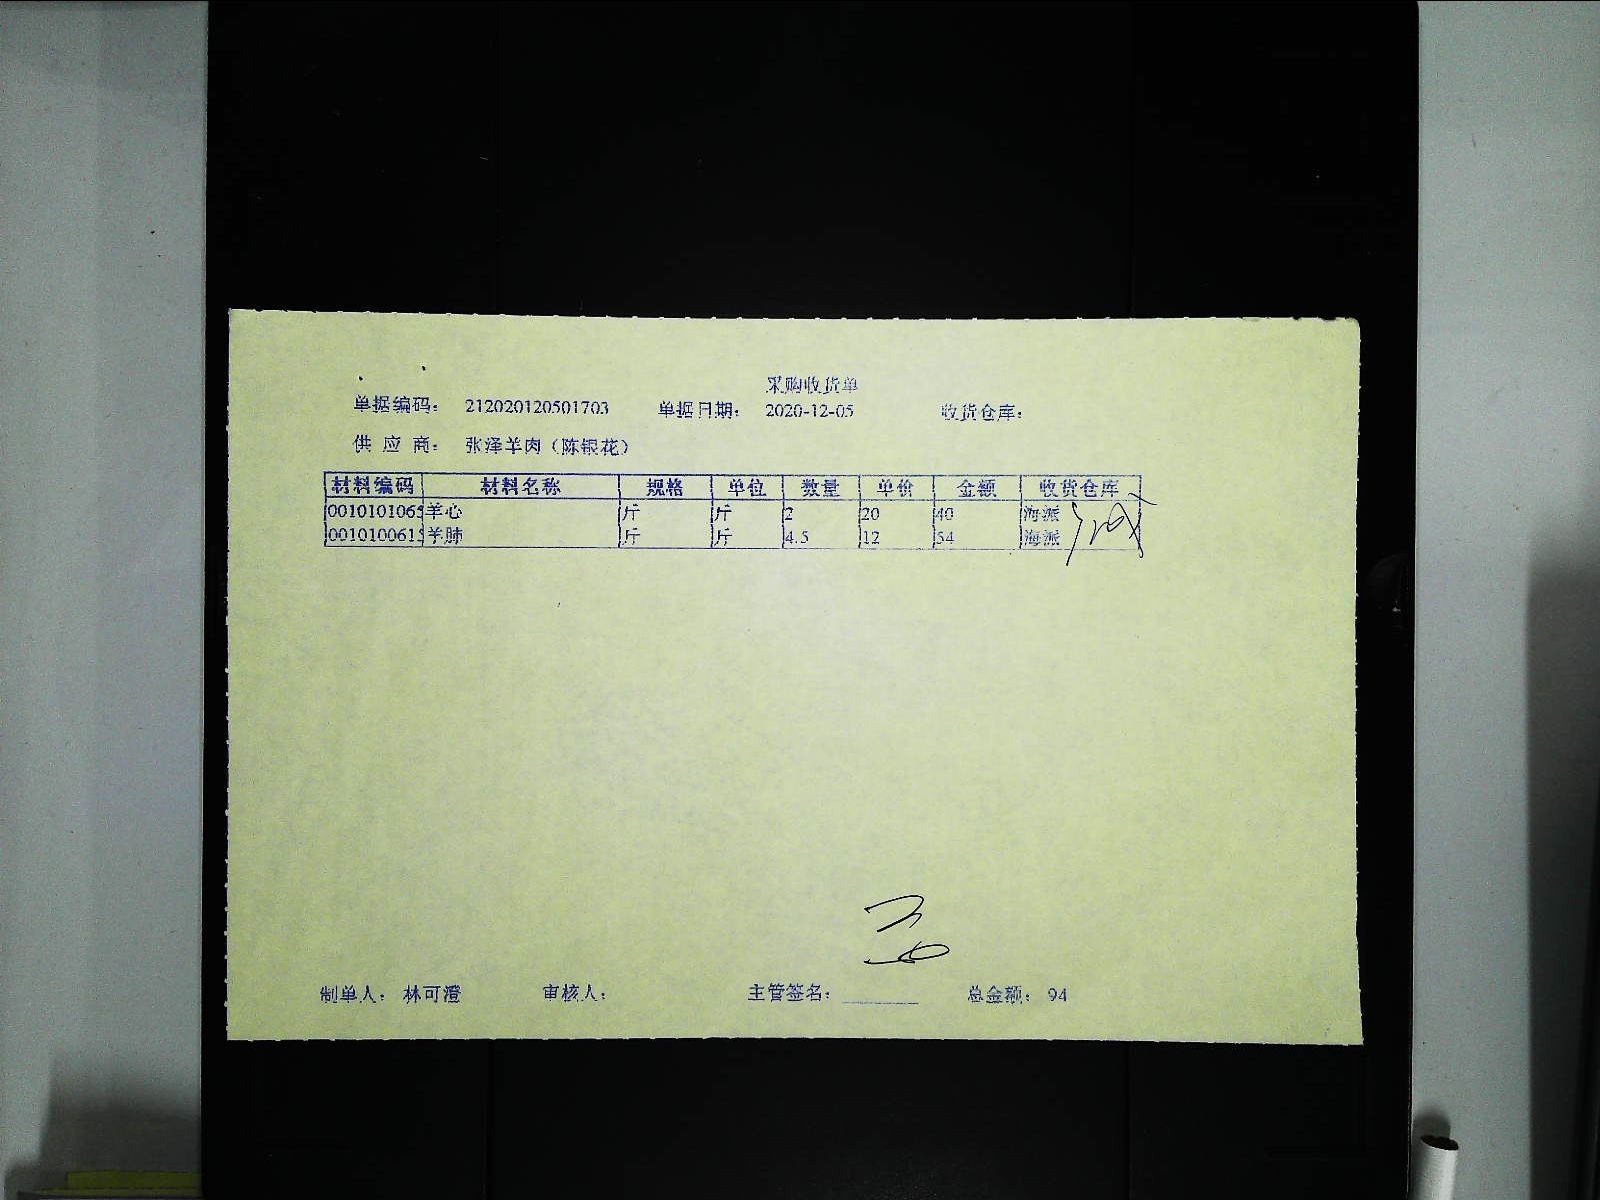 采购收货单
单据编码： 212020120501703 单据日期： 2020-12-05 收货仓库：
供 应 商： 张泽羊肉（陈银花）
材料编码 材料名称 规格 单位 数量 单价 金额 收货仓库
001010106 羊心 斤 斤 2 20 40 海派
001010061 羊肺 斤 斤 4.5 12 54 海派
制单人： 林可澄 审核人： 主管签名： 总金额： 94